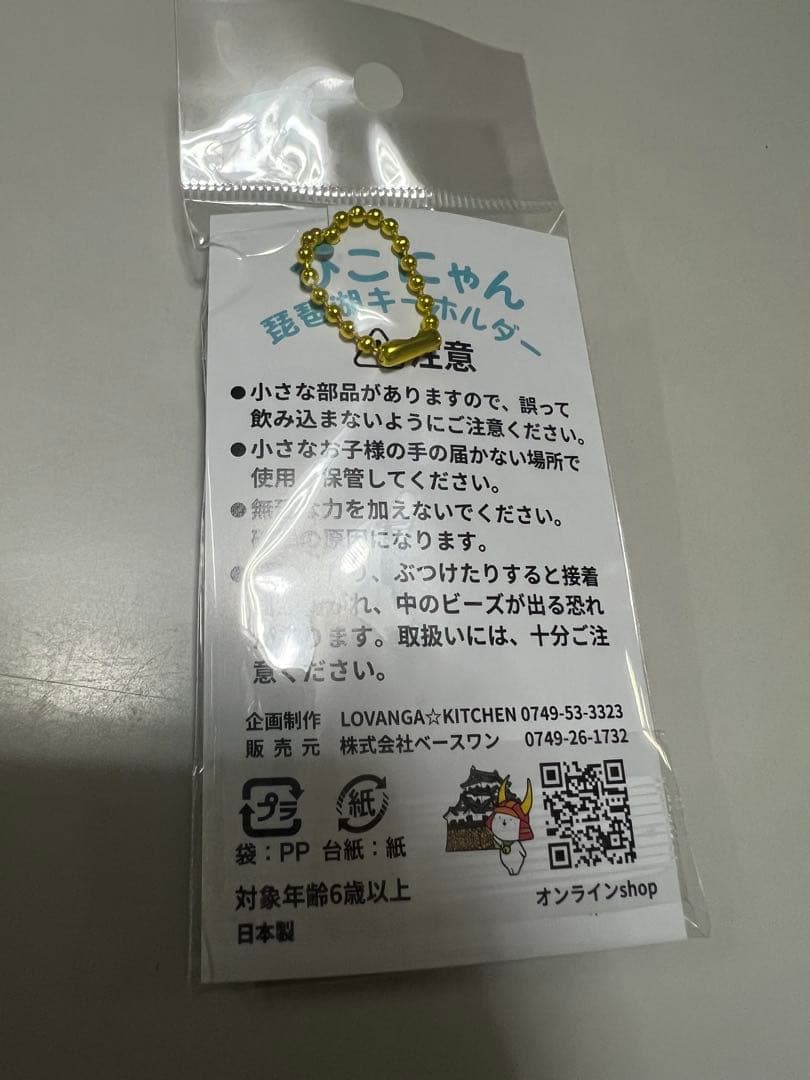 こにゃん
琵琶湖キーホルダー
注意
●小さな部品がありますので、誤って
飲み込まないようにご注意ください。
●小さなお子様の手の届かない場所で
使用 保管してください。
●無 な力を加えないでください。
の原因になります。
● り、ぶつけたりすると接着
がれ、中のビーズが出る恐れ
ります。取扱いには、十分ご注
意ください。
企画制作 LOVANGA☆KITCHEN 0749-53-3323
販売元 株式会社ベースワン 0749-26-1732
プラ
紙
袋：PP 台紙：紙
対象年齢6歳以上
オンラインshop
日本製